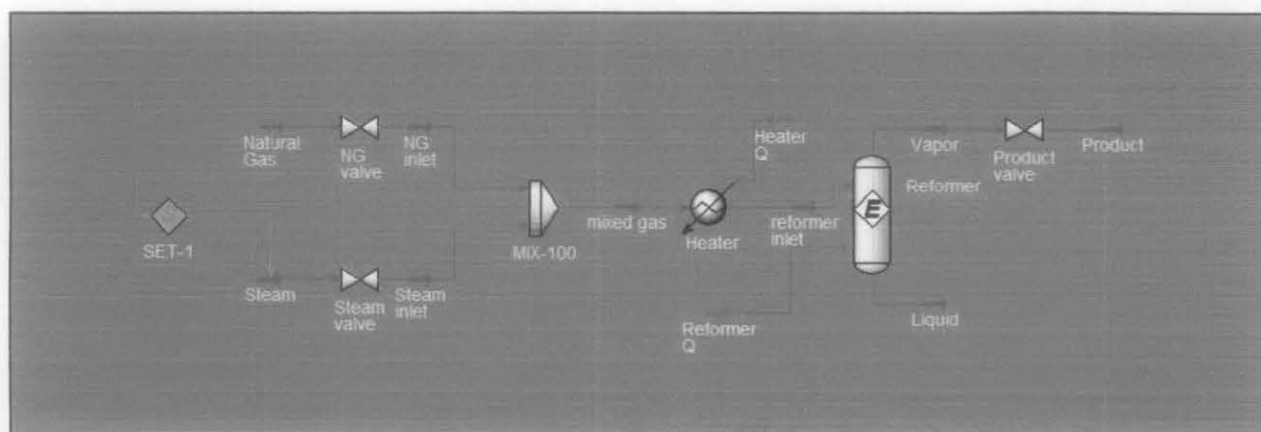 Natural
Gas
NG
valve
NG
inlet
Heater
Q
Vapor
Product
valve
Product
Reformer
E
SET-1
MIX-100
mixed gas
Heater
reformer
inlet
Steam
Steam
valve
Steam
inlet
Reformer
Q
Liquid